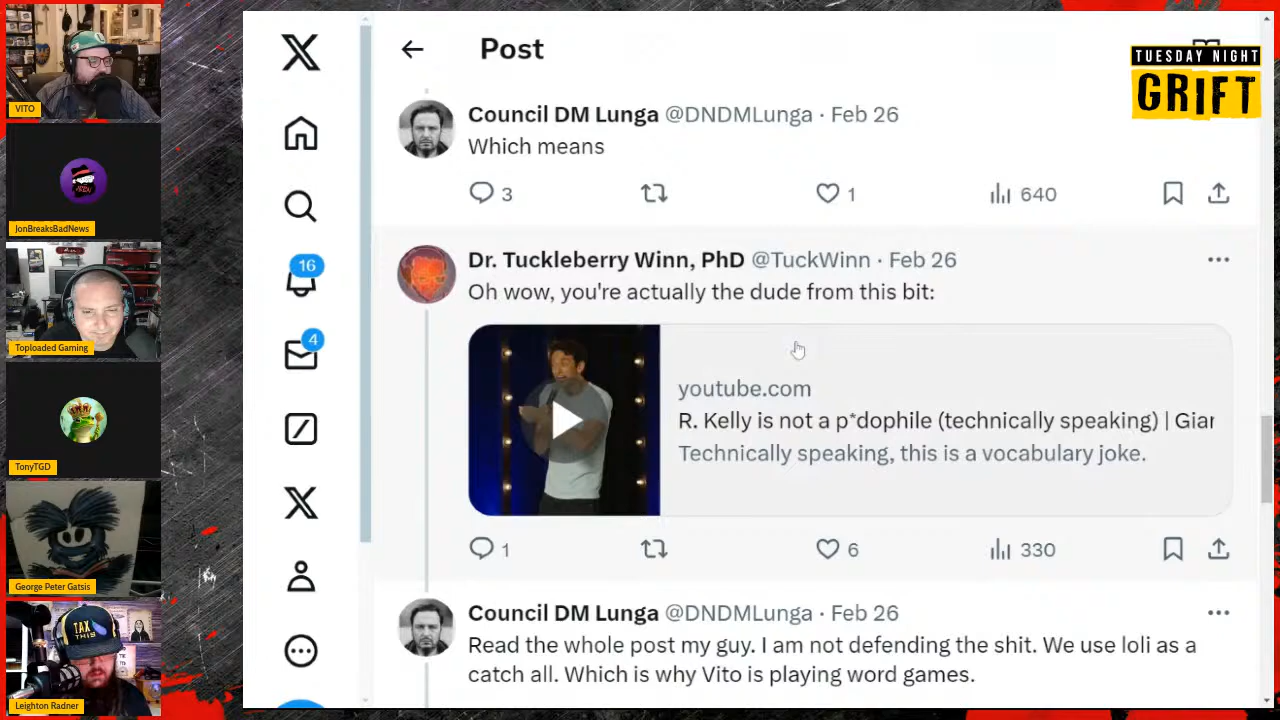 Post
TUESDAY NIGHT
GRIFT
Council DM Lunga @DNDMLunga · Feb 26
Which means
3
1
640
Dr. Tuckleberry Winn, PhD @TuckWinn · Feb 26
Oh wow, you're actually the dude from this bit:
youtube.com
R. Kelly is not a p*dophile (technically speaking) | Giar
Technically speaking, this is a vocabulary joke.
1
6
330
Council DM Lunga @DNDMLunga · Feb 26
Read the whole post my guy. I am not defending the shit. We use loli as a
catch all. Which is why Vito is playing word games.
16
4
VITO
JonBreaksBadNews
Toploaded Gaming
TonyTGD
George Peter Gatsis
TAX
THIS
Leighton Radner